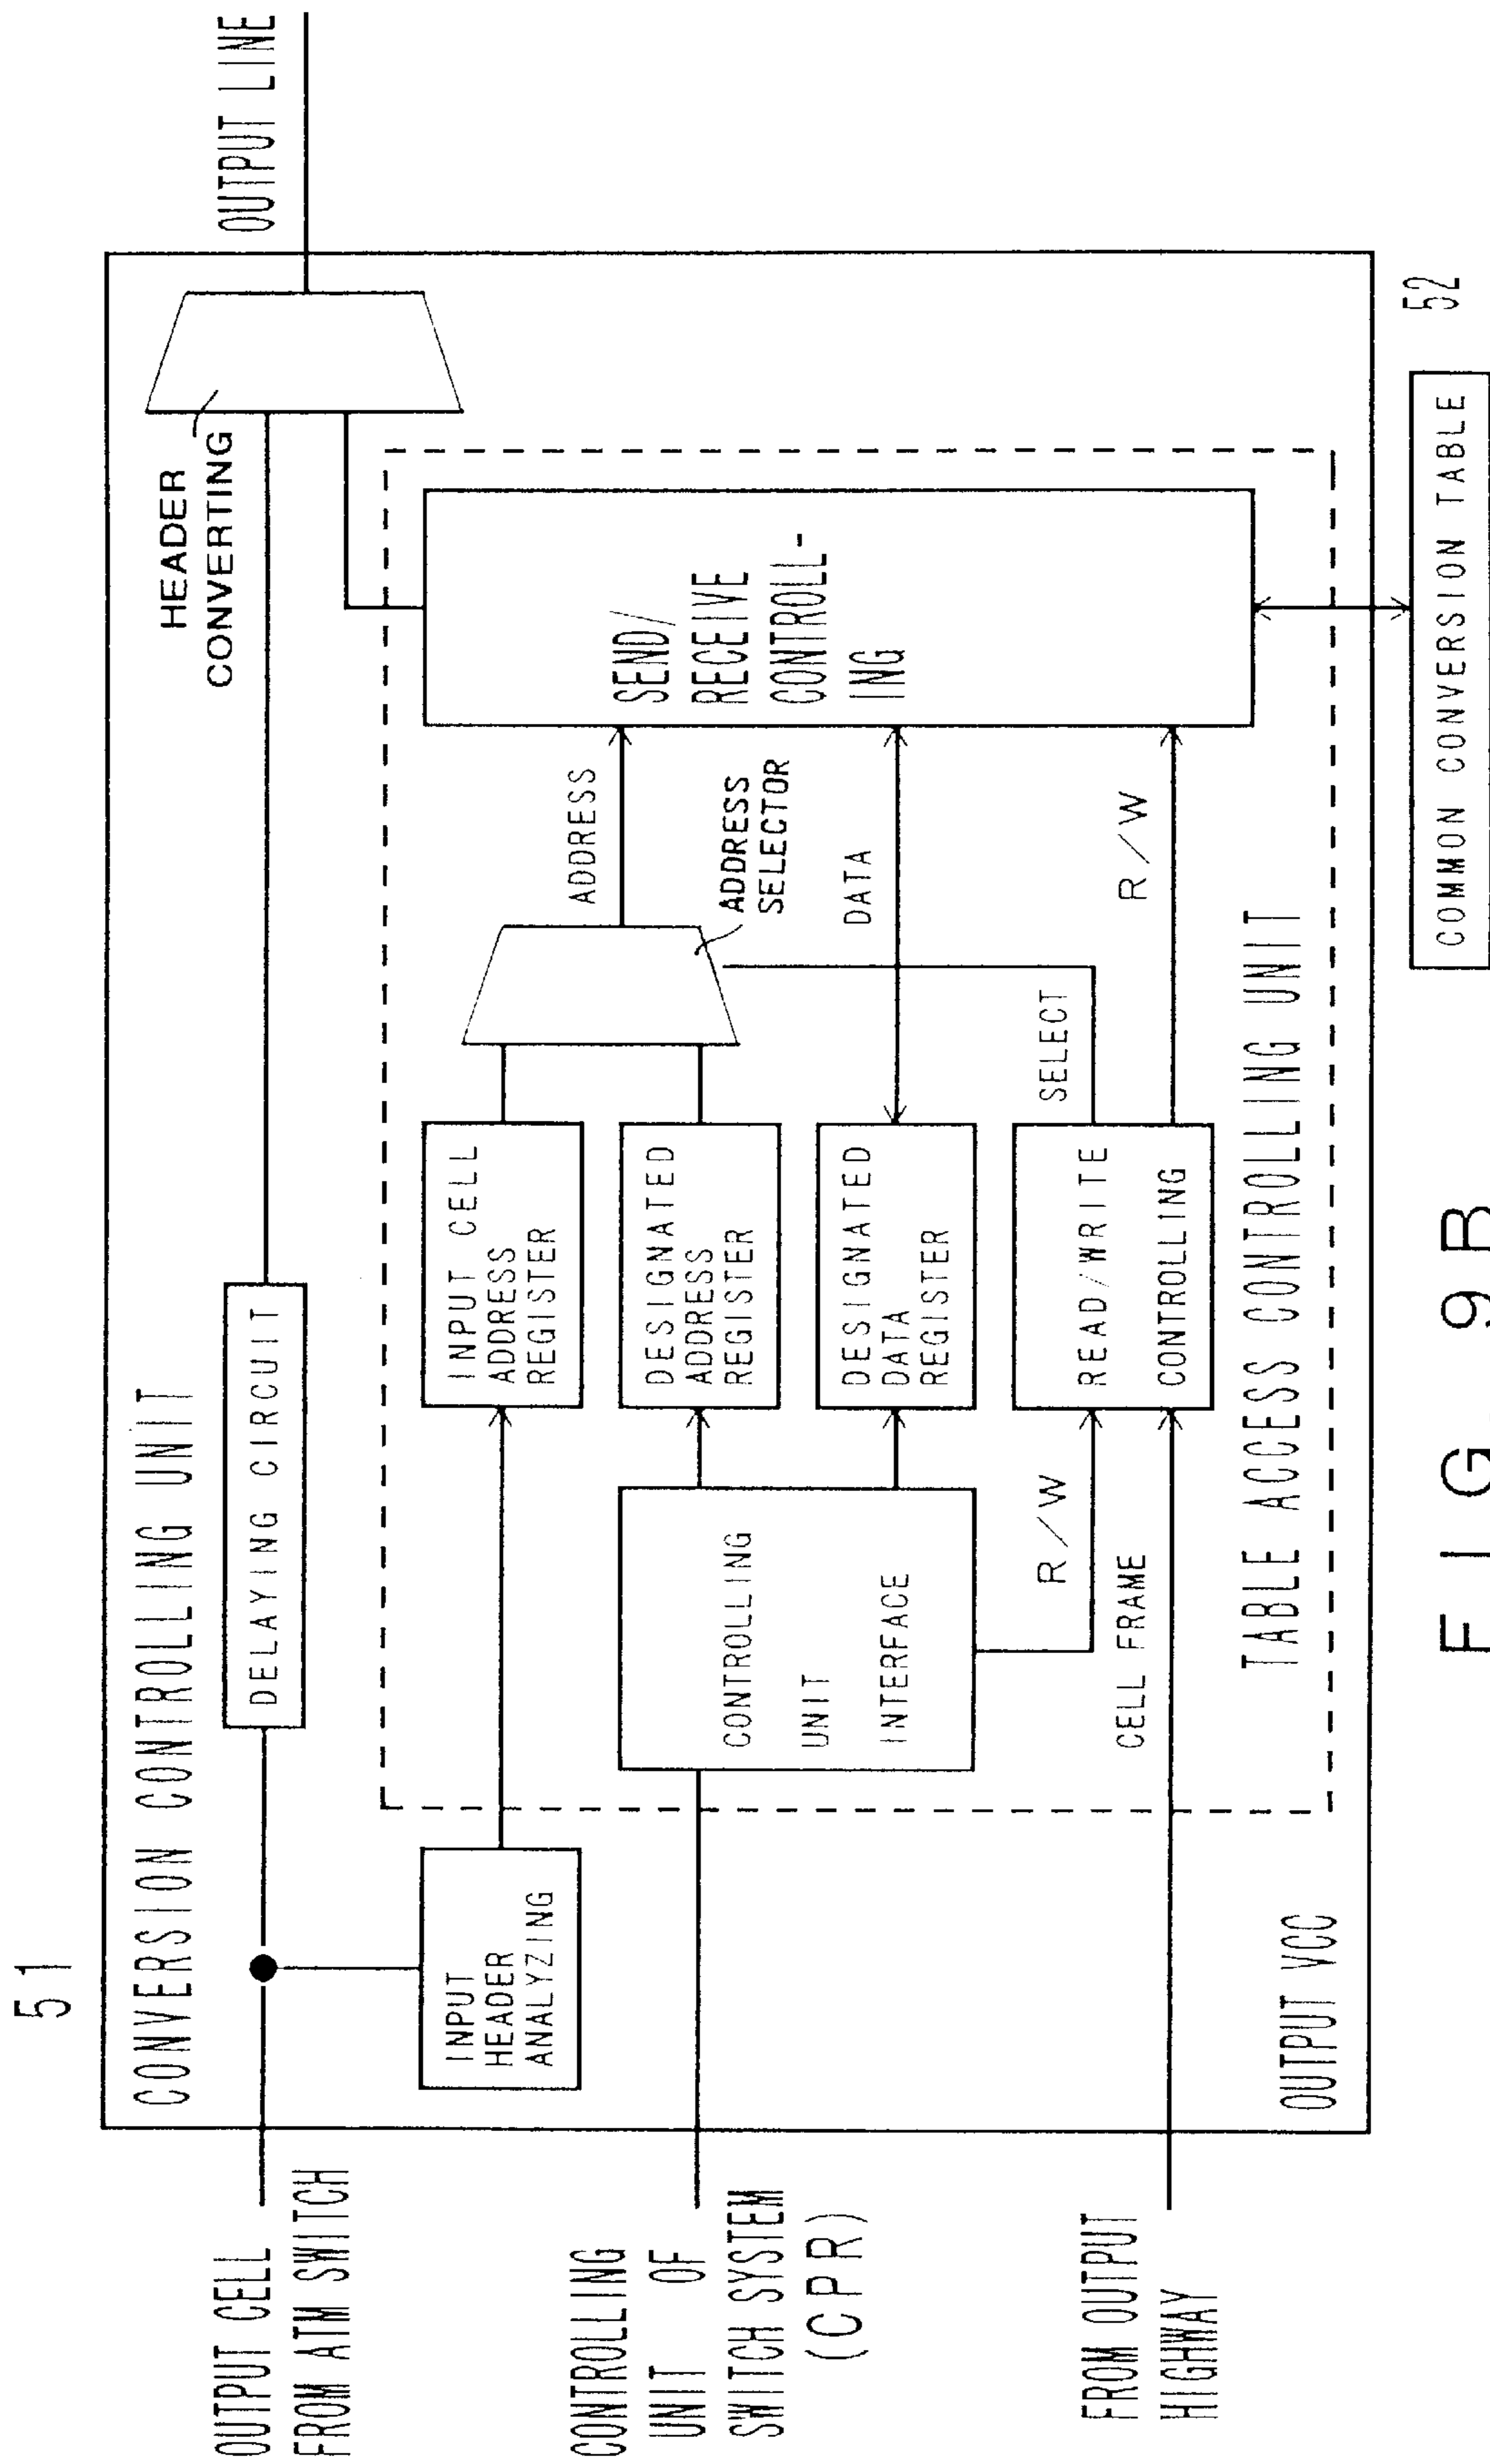 51
CONVERSION CONTROLLING UNIT
OUTPUT CELL
FROM ATM SWITCH
DELAYING CIRCUIT
HEADER
CONVERTING
OUTPUT LINE
INPUT
HEADER
ANALYZING
INPUT CELL
ADDRESS
REGISTER
ADDRESS
ADDRESS
SELECTOR
SEND/
RECEIVE
CONTROLL-
ING
CONTROLLING
UNIT OF
SWITCH SYSTEM
(CPR)
CONTROLLING
UNIT
INTERFACE
DESIGNATED
ADDRESS
REGISTER
DESIGNATED
DATA
REGISTER
DATA
R/W
SELECT
READ/WRITE
CONTROLLING
R/W
CELL FRAME
FROM OUTPUT
HIGHWAY
TABLE ACCESS CONTROLLING UNIT
OUTPUT VCC
52
COMMON CONVERSION TABLE
FIG. 9B